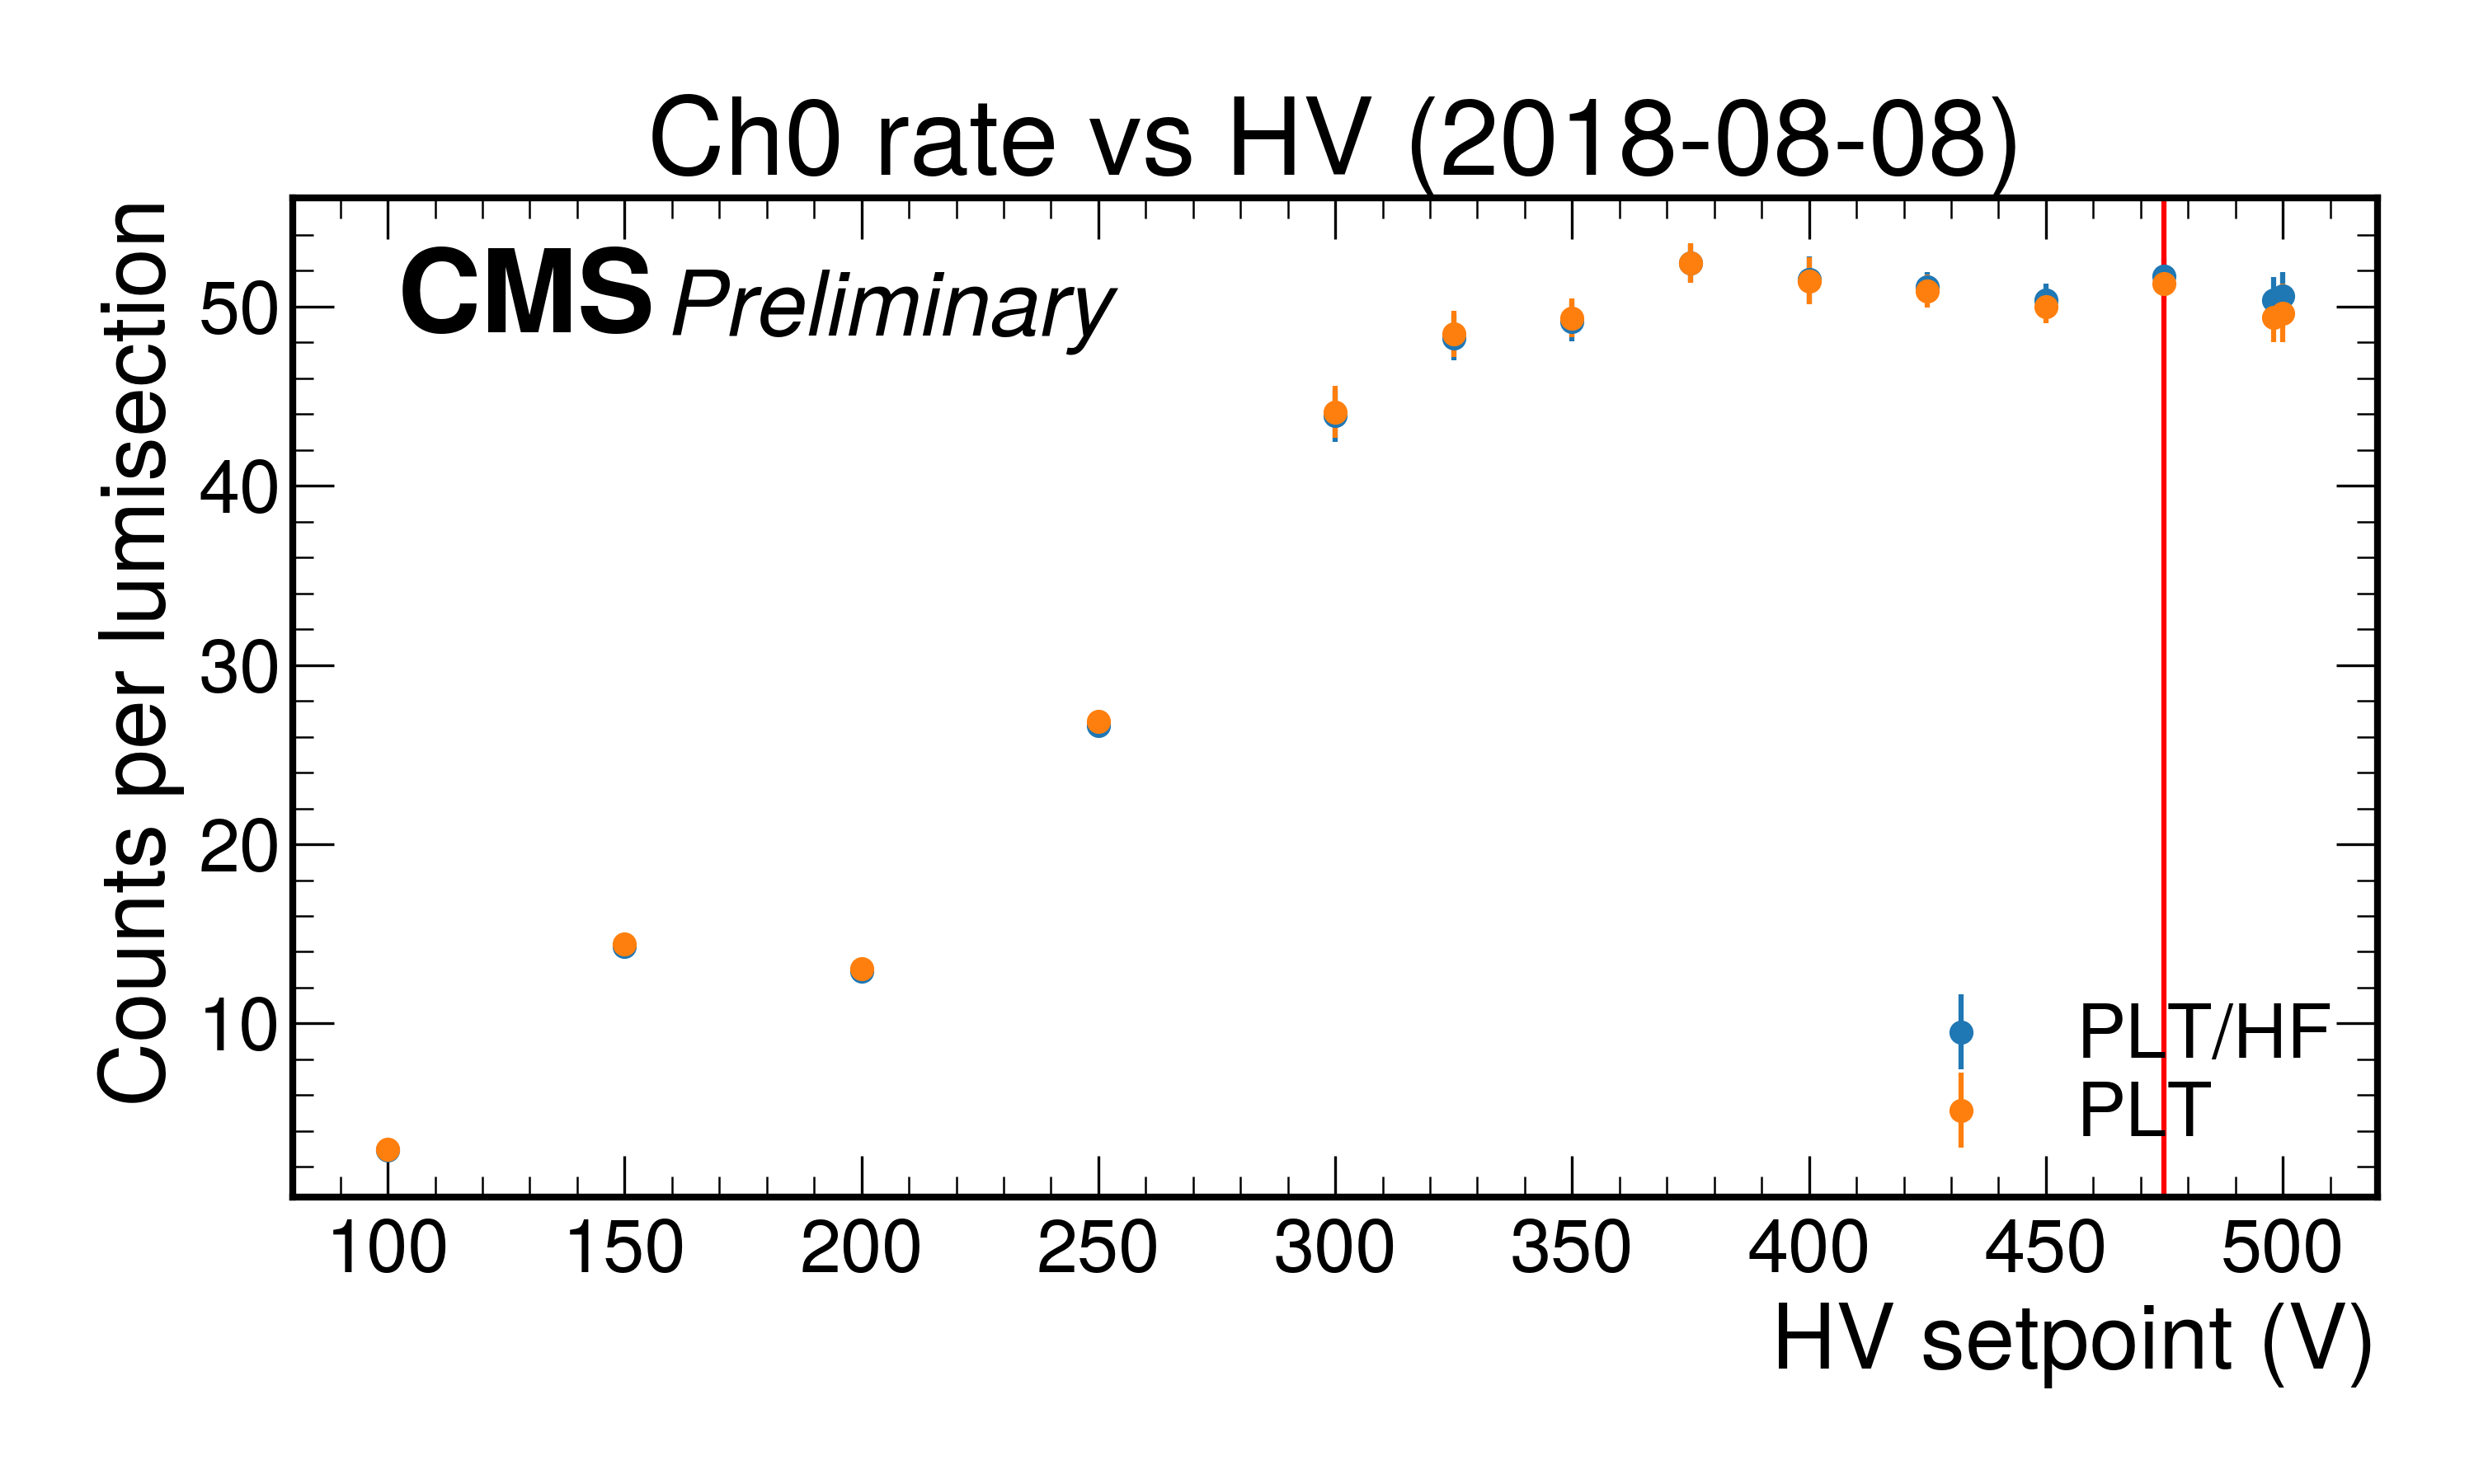 Ch0 rate vs HV (2018-08-08)
CMS Preliminary
Counts per lumisection
50
40
30
20
10
PLT/HF
PLT
100 150 200 250 300 350 400 450 500
HV setpoint (V)